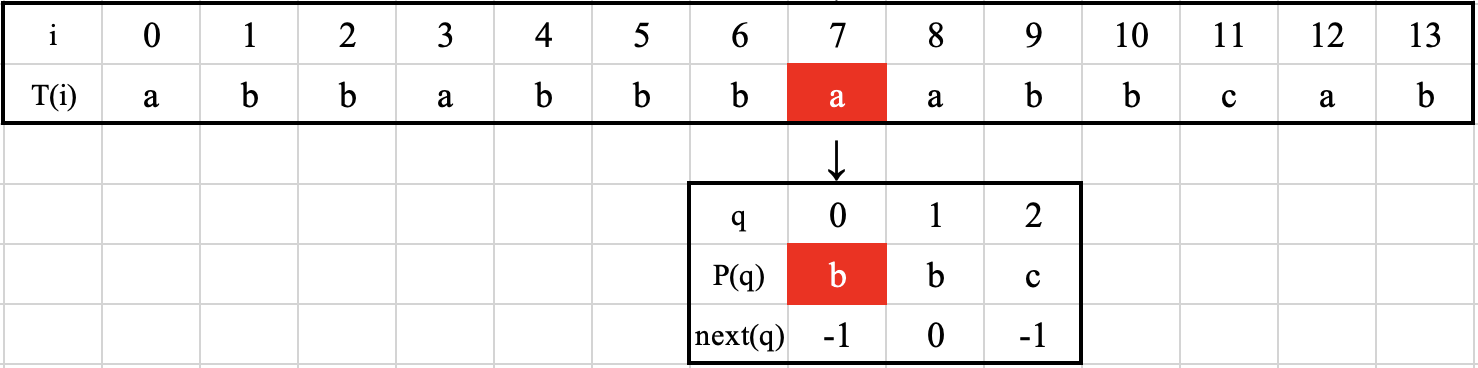 i 0 1 2 3 4 5 6 7 8 9 10 11 12 13
T(i) a b b a b b b a a b b c a b
↓
q 0 1 2
P(q) b b c
next(q) -1 0 -1